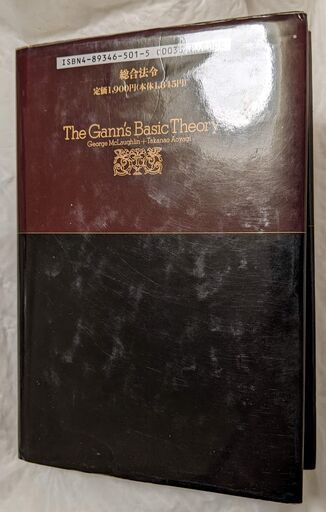 ISBN4-89346-501-5
総合法令
定価1,900円(本体1,845円)
The Gann's Basic Theory
George McLaughlin+Takanao Aoyagi